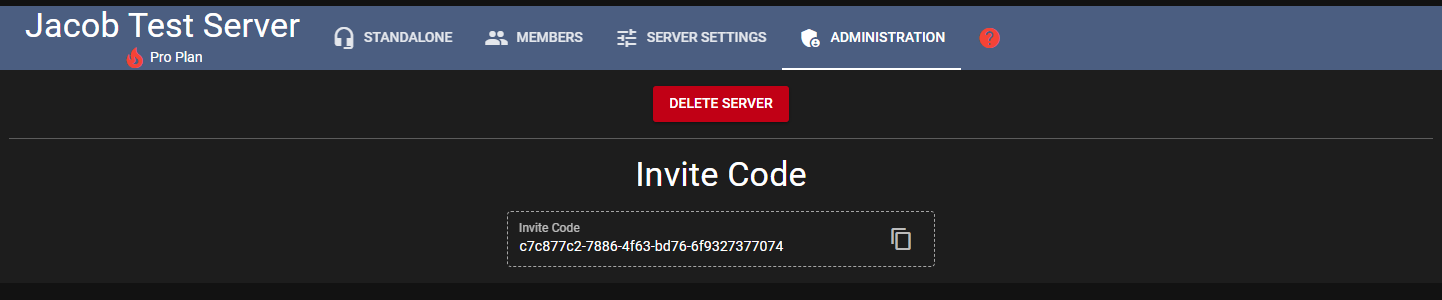 Jacob Test Server
Pro Plan
STANDALONE
MEMBERS
SERVER SETTINGS
ADMINISTRATION
?
DELETE SERVER
Invite Code
Invite Code
c7c877c2-7886-4f63-bd76-6f9327377074